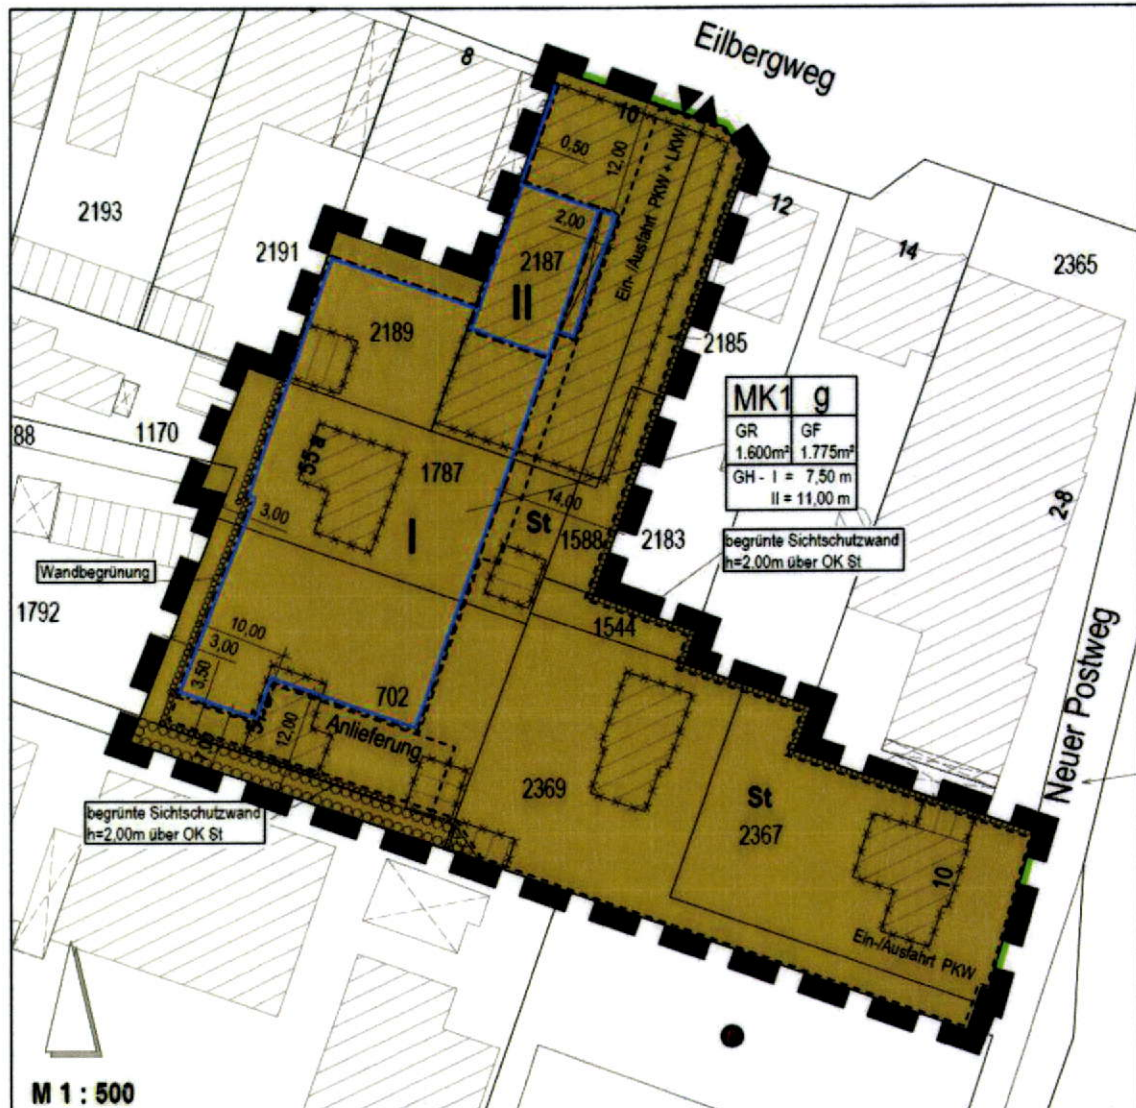 Eilbergweg
8
10
0,50
12,00
Ein-/Ausfahrt PKW + LKW
12
2193
2191
2,00
2187
II
14
2365
2189
2185
MK1 g
GR GF
1.600m² 1.775m²
GH - I = 7,50 m
II = 11,00 m
88
1170
55a
1787
3,00
I
14,00
St
1588
2183
begrünte Sichtschutzwand
h=2,00m über OK St
2-8
Wandbegrünung
1792
1544
10,00
3,00
3,50
702
12,00
Anlieferung
Neuer Postweg
2369
St
2367
begrünte Sichtschutzwand
h=2,00m über OK St
10
Ein-/Ausfahrt PKW
M 1 : 500